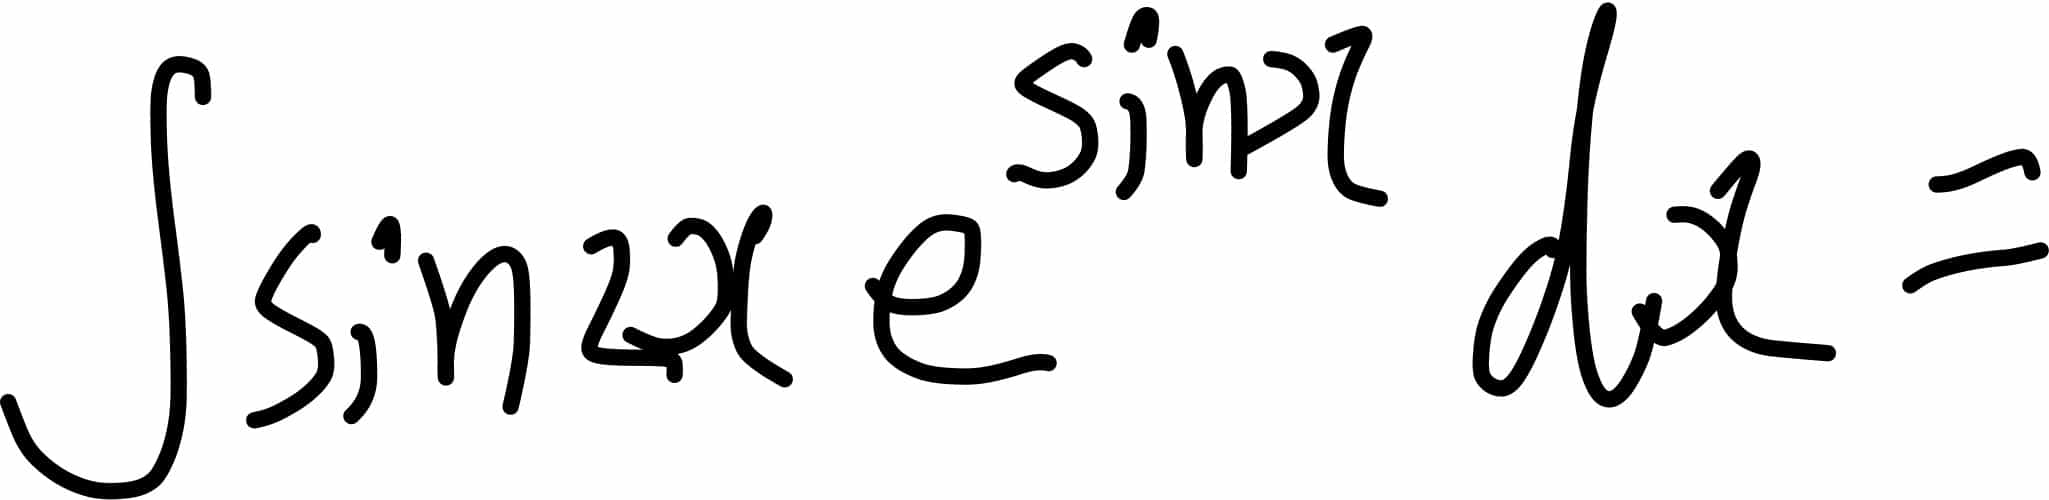 ∫ sin2x e^{sinx} dx =